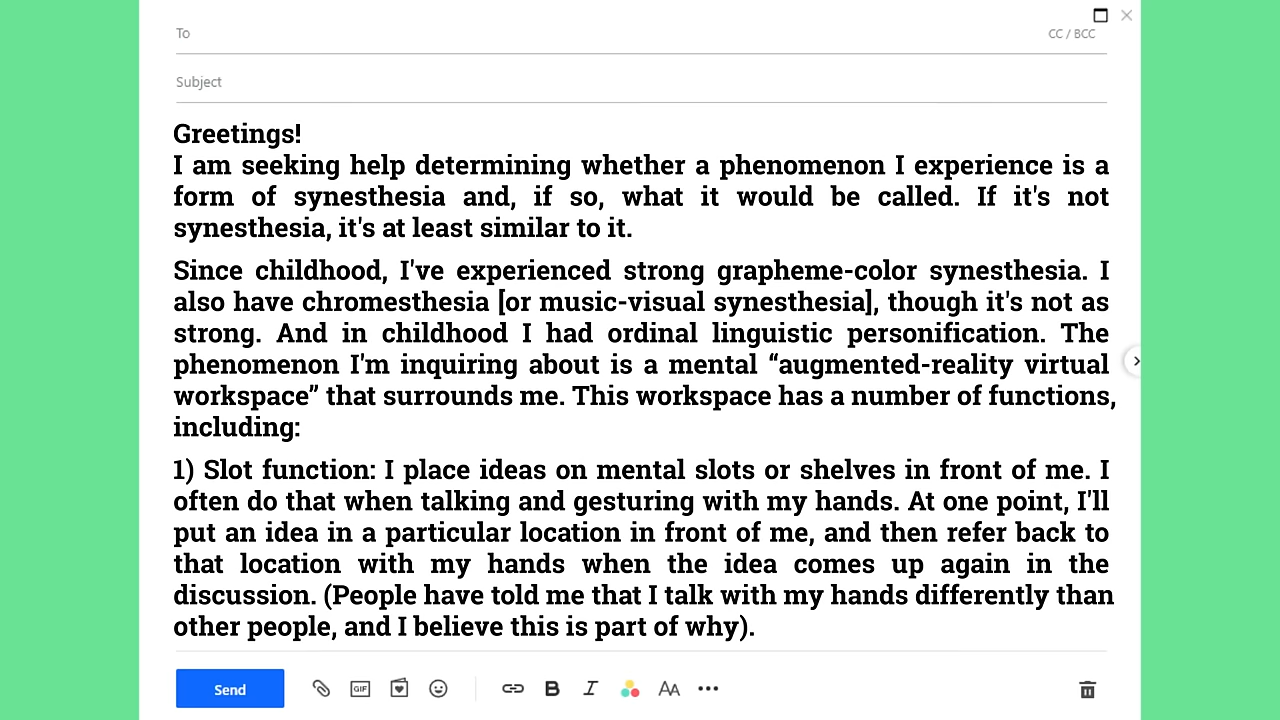 To
CC / BCC
Subject
Greetings!
I am seeking help determining whether a phenomenon I experience is a
form of synesthesia and, if so, what it would be called. If it's not
synesthesia, it's at least similar to it.
Since childhood, I've experienced strong grapheme-color synesthesia. I
also have chromesthesia [or music-visual synesthesia], though it's not as
strong. And in childhood I had ordinal linguistic personification. The
phenomenon I'm inquiring about is a mental “augmented-reality virtual
workspace” that surrounds me. This workspace has a number of functions,
including:
1) Slot function: I place ideas on mental slots or shelves in front of me. I
often do that when talking and gesturing with my hands. At one point, I'll
put an idea in a particular location in front of me, and then refer back to
that location with my hands when the idea comes up again in the
discussion. (People have told me that I talk with my hands differently than
other people, and I believe this is part of why).
Send
GIF
B
I
AA